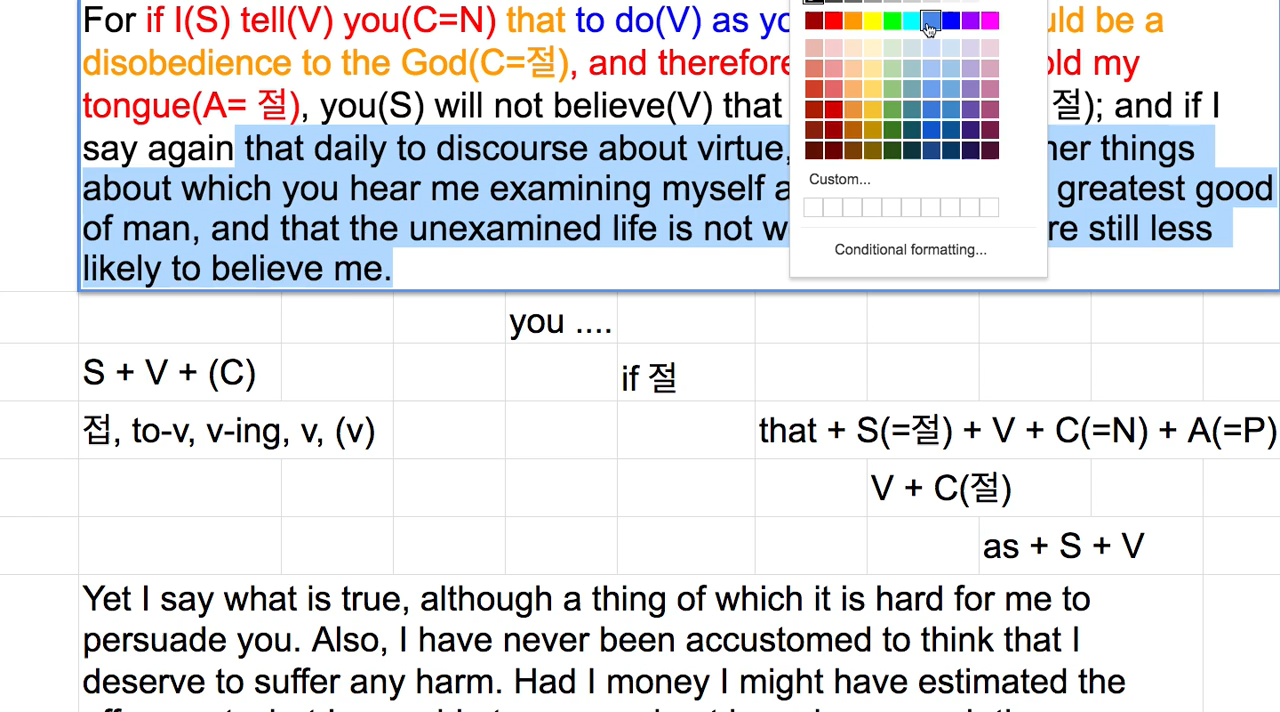 For if I(S) tell(V) you(C=N) that to do(V) as yo uld be a
disobedience to the God(C=절), and therefore old my
tongue(A= 절), you(S) will not believe(V) that 절); and if I
say again that daily to discourse about virtue, her things
about which you hear me examining myself a greatest good
of man, and that the unexamined life is not w re still less
likely to believe me.
Custom...
Conditional formatting...
you ....
S + V + (C)
if 절
접, to-v, v-ing, v, (v)
that + S(=절) + V + C(=N) + A(=P)
V + C(절)
as + S + V
Yet I say what is true, although a thing of which it is hard for me to
persuade you. Also, I have never been accustomed to think that I
deserve to suffer any harm. Had I money I might have estimated the